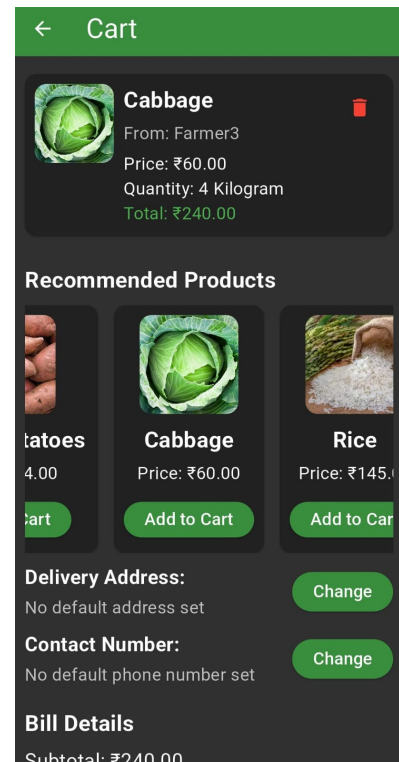 Cart
Cabbage
From: Farmer3
Price: ₹60.00
Quantity: 4 Kilogram
Total: ₹240.00
Recommended Products
tatoes
4.00
Cart
Cabbage
Price: ₹60.00
Add to Cart
Rice
Price: ₹145.
Add to Car
Delivery Address:
No default address set
Change
Contact Number:
No default phone number set
Change
Bill Details
Subtotal: ₹240.00